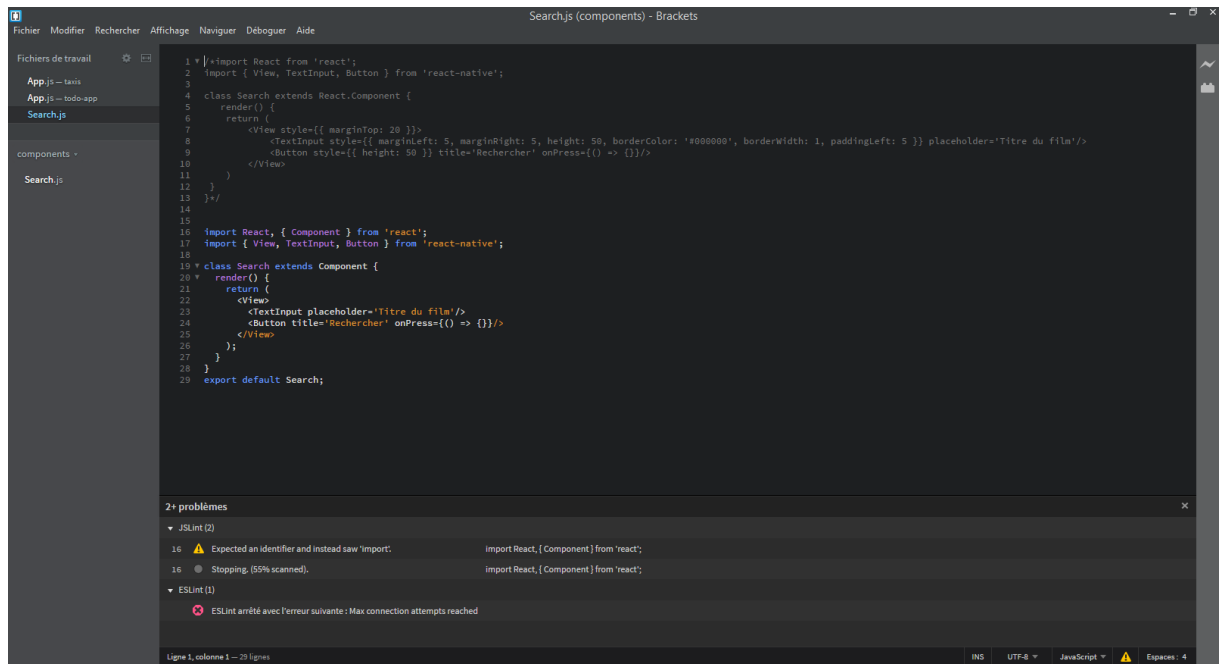 Search.js (components) - Brackets
Fichier Modifier Rechercher Affichage Naviguer Déboguer Aide
Fichiers de travail
App.js — taxis
App.js — todo-app
Search.js
components
Search.js
1 /*import React from 'react';
2 import { View, TextInput, Button } from 'react-native';
3
4 class Search extends React.Component {
5 render() {
6 return (
7 <View style={{ marginTop: 20 }}>
8 <TextInput style={{ marginLeft: 5, marginRight: 5, height: 50, borderColor: '#000000', borderWidth: 1, paddingLeft: 5 }} placeholder='Titre du film'/>
9 <Button style={{ height: 50 }} title='Rechercher' onPress={() => {}}/>
10 </View>
11 )
12 }
13 }*/
14
15
16 import React, { Component } from 'react';
17 import { View, TextInput, Button } from 'react-native';
18
19 class Search extends Component {
20 render() {
21 return (
22 <View>
23 <TextInput placeholder='Titre du film'/>
24 <Button title='Rechercher' onPress={() => {}}/>
25 </View>
26 );
27 }
28 }
29 export default Search;
2+ problèmes
JSLint (2)
16 Expected an identifier and instead saw 'import'. import React, { Component } from 'react';
16 Stopping. (55% scanned). import React, { Component } from 'react';
ESLint (1)
ESLint arrêté avec l'erreur suivante : Max connection attempts reached
Ligne 1, colonne 1 — 29 lignes INS UTF-8 JavaScript Espaces : 4